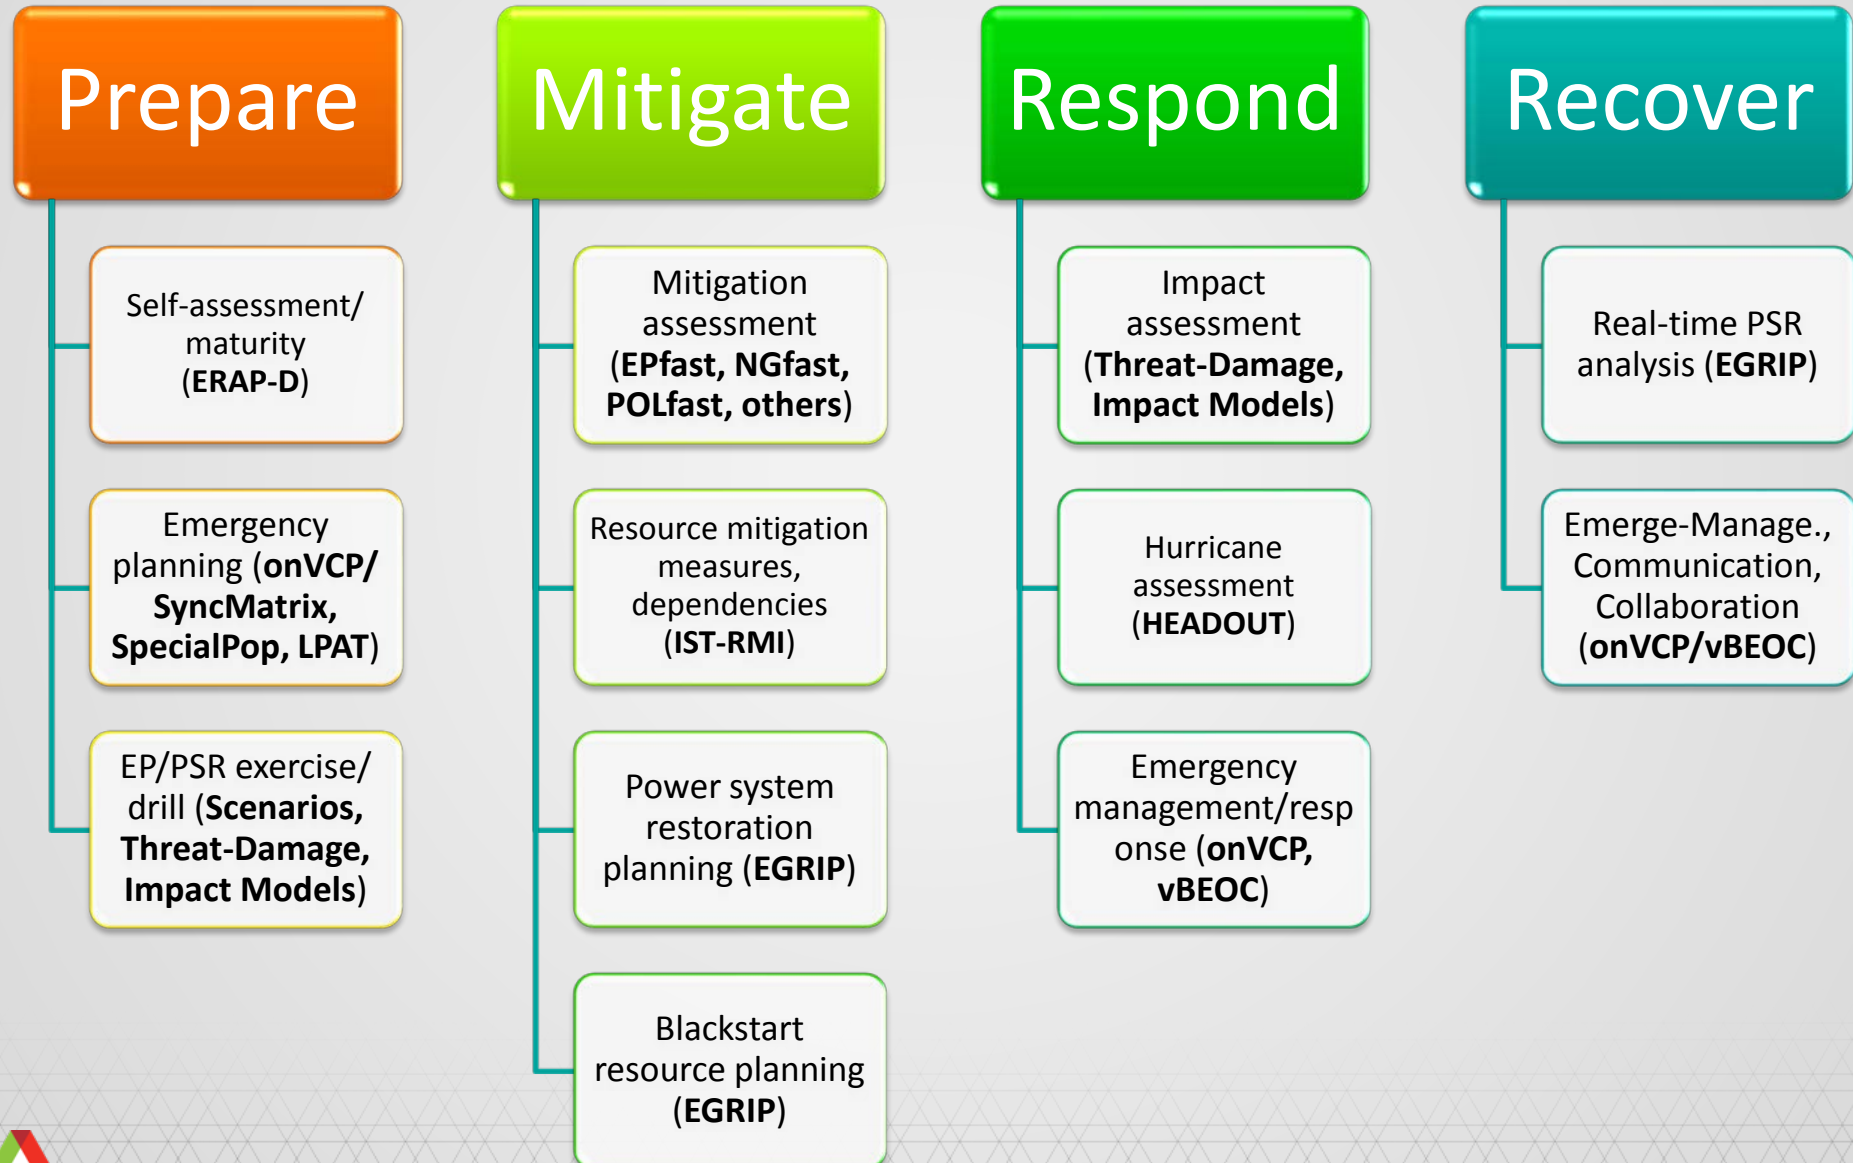 Prepare
Self-assessment/
maturity
(ERAP-D)
Emergency
planning (onVCP/
SyncMatrix,
SpecialPop, LPAT)
EP/PSR exercise/
drill (Scenarios,
Threat-Damage,
Impact Models)
Mitigate
Mitigation
assessment
(EPfast, NGfast,
POLfast, others)
Resource mitigation
measures,
dependencies
(IST-RMI)
Power system
restoration
planning (EGRIP)
Blackstart
resource planning
(EGRIP)
Respond
Impact
assessment
(Threat-Damage,
Impact Models)
Hurricane
assessment
(HEADOUT)
Emergency
management/resp
onse (onVCP,
vBEOC)
Recover
Real-time PSR
analysis (EGRIP)
Emerge-Manage.,
Communication,
Collaboration
(onVCP/vBEOC)